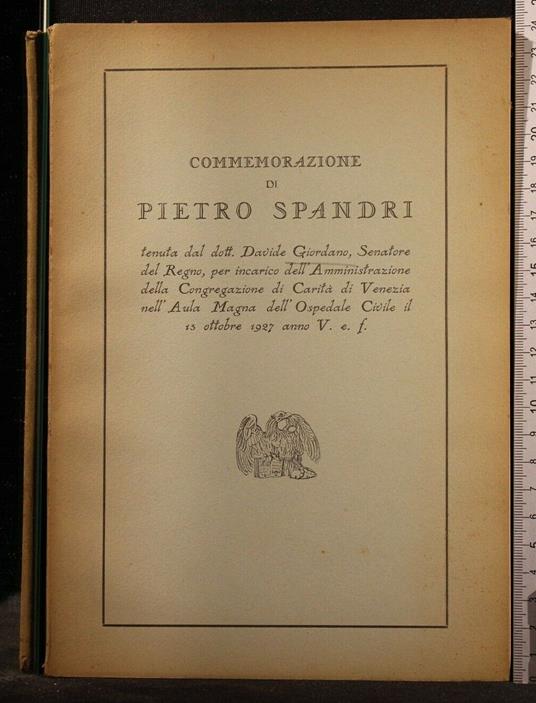 COMMEMORAZIONE
DI
PIETRO SPANDRI
tenuta dal dott. Davide Giordano, Senatore
del Regno, per incarico dell'Amministrazione
della Congregazione di Carità di Venezia
nell'Aula Magna dell'Ospedale Civile il
15 ottobre 1927 anno V. e. f.